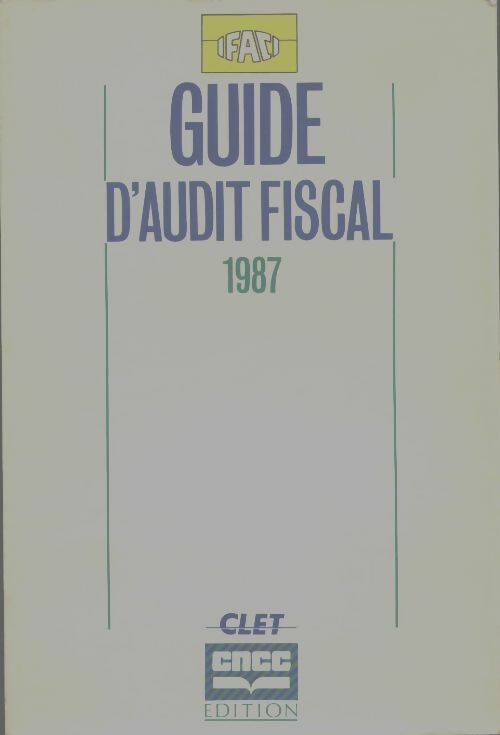 IFACI
GUIDE
D'AUDIT FISCAL
1987
CLET
CNCC
EDITION